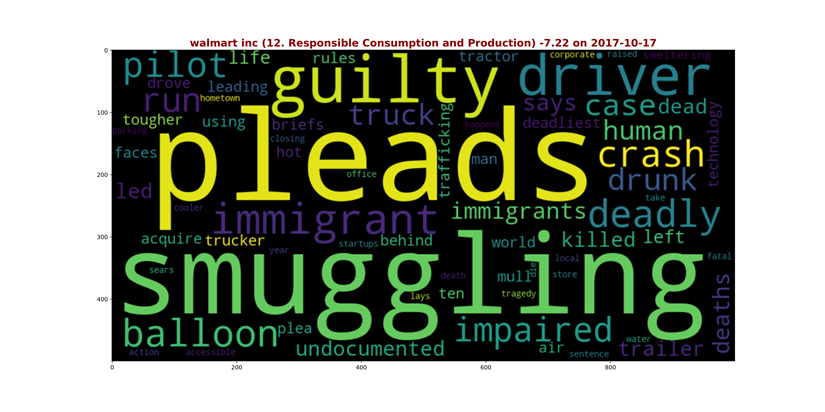 walmart inc (12. Responsible Consumption and Production) -7.22 on 2017-10-17
0
100
200
300
400
0 200 400 600 800
pilot life rules tractor corporate raised sweltering
drove leading guilty driver
run hometown
tougher using briefs truck says case dead
parking closing happens deadliest
faces hot pleads trafficking human technology
office man crash
led cooler drunk take
immigrant immigrants deadly
acquire trucker behind world killed left
year startups local fatal
sears smuggling death mull die store
lays ten tragedy deaths
balloon plea impaired water
action accessible undocumented air sentence trailer